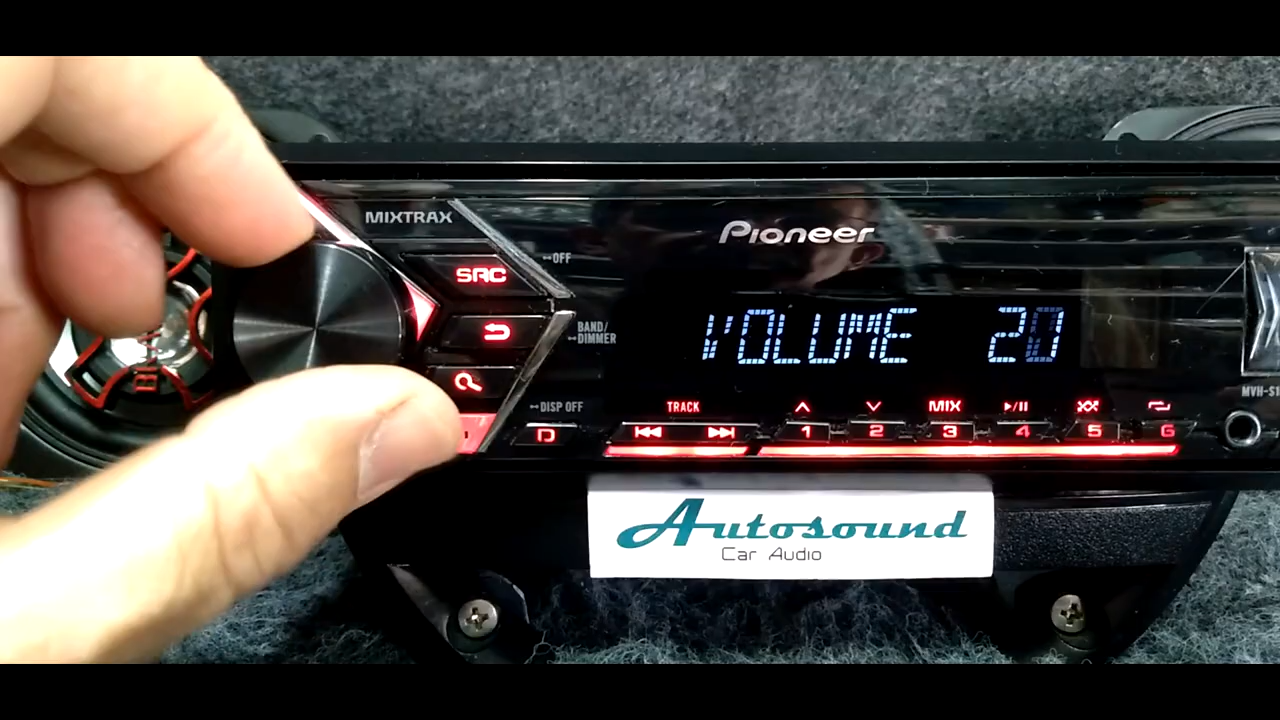 MIXTRAX
Pioneer
SRC
OFF
BAND/
DIMMER
VOLUME
DISP OFF
D
TRACK
MIX
1 2 3 4 5 6
Autosound
Car Audio